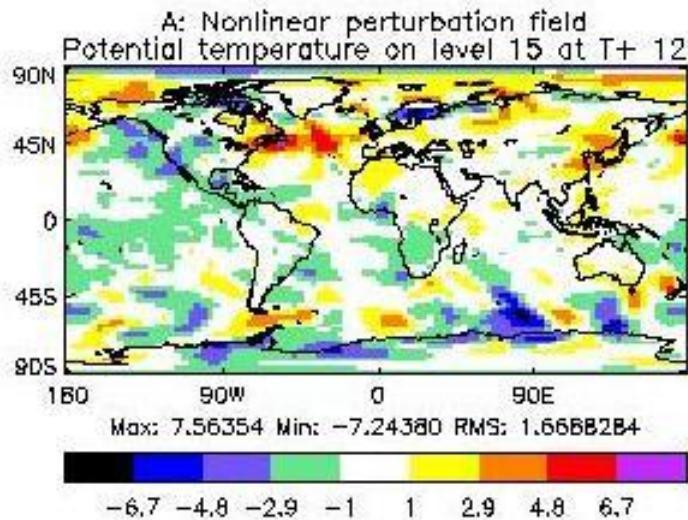 A: Nonlinear perturbation field
Potential temperature on level 15 at T+ 12
90N
45N
0
45S
90S
180 90W 0 90E
Max: 7.56354 Min: -7.24380 RMS: 1.6688284
-6.7 -4.8 -2.9 -1 1 2.9 4.8 6.7